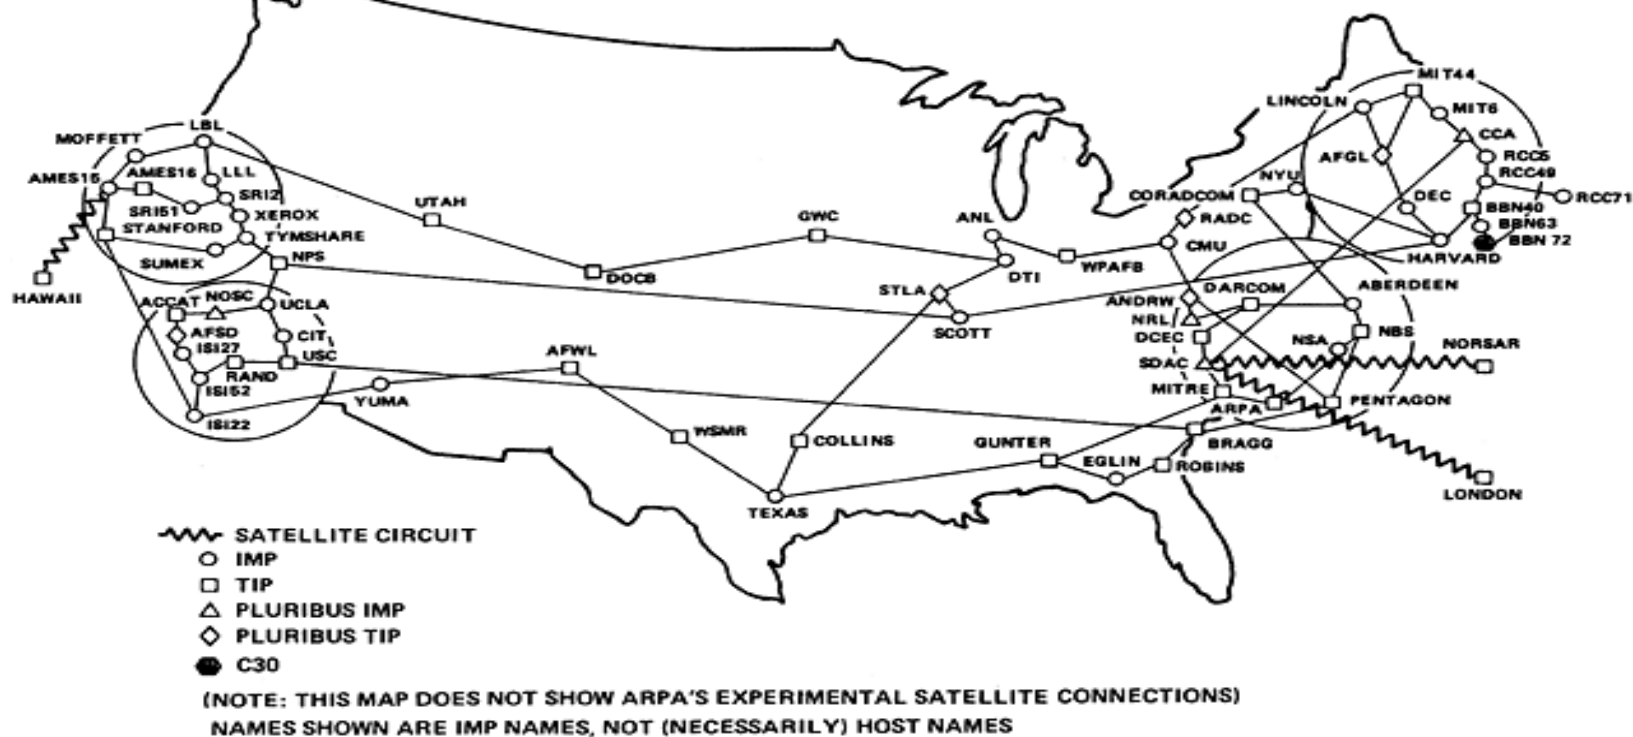 MIT44
LINCOLN
MIT6
LBL
MOFFETT
CCA
AFGL
RCC5
AMES15
AMES16
LLL
NYU
RCC49
SRI2
CORADCOM
DEC
RCC71
UTAH
SRI51
XEROX
GWC
ANL
RADC
BBN40
STANFORD
BBN63
TYMSHARE
CMU
BBN 72
SUMEX
NPS
WPAFB
HARVARD
DOCB
DTI
HAWAII
STLA
DARCOM
ABERDEEN
ACCAT
NOSC
UCLA
ANDRW
NRL
SCOTT
AFSD
CIT
DCEC
NSA
NBS
ISI27
AFWL
NORSAR
USC
SDAC
RAND
ISI52
MITRE
YUMA
ARPA
PENTAGON
ISI22
WSMR
COLLINS
GUNTER
BRAGG
EGLIN
ROBINS
LONDON
TEXAS
SATELLITE CIRCUIT
IMP
TIP
PLURIBUS IMP
PLURIBUS TIP
C30
(NOTE: THIS MAP DOES NOT SHOW ARPA'S EXPERIMENTAL SATELLITE CONNECTIONS)
NAMES SHOWN ARE IMP NAMES, NOT (NECESSARILY) HOST NAMES